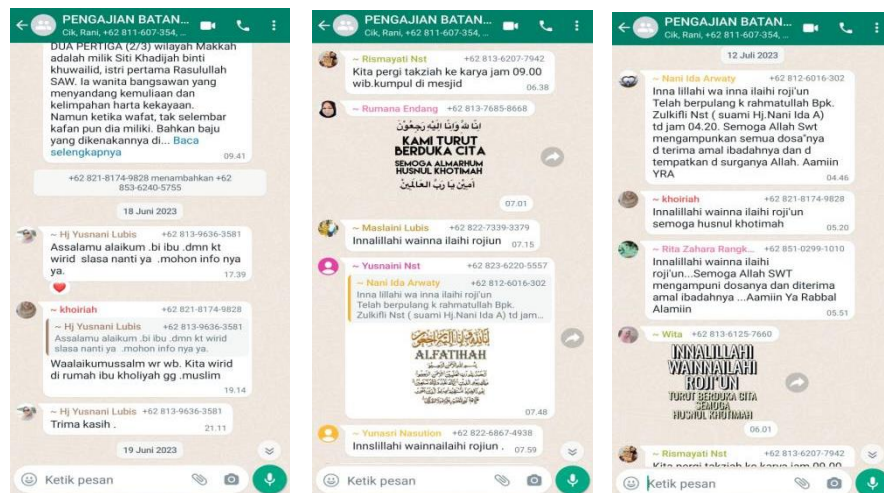 PENGAJIAN BATAN...
Cik, Rani, +62 811-607-354, ...
DUA PERTIGA (2/3) wilayah Makkah
adalah milik Siti Khadijah binti
khuwailid, istri pertama Rasulullah
SAW. Ia wanita bangsawan yang
menyandang kemuliaan dan
kelimpahan harta kekayaan.
Namun ketika wafat, tak selembar
kafan pun dia miliki. Bahkan baju
yang dikenakannya di... Baca
selengkapnya
09.41
+62 821-8174-9828 menambahkan +62
853-6240-5755
18 Juni 2023
~ Hj Yusnani Lubis +62 813-9636-3581
Assalamu alaikum .bi ibu .dmn kt
wirid slasa nanti ya .mohon info nya
ya.
17.39
~ khoiriah +62 821-8174-9828
~ Hj Yusnani Lubis +62 813-9636-3581
Assalamu alaikum .bi ibu .dmn kt wirid
slasa nanti ya .mohon info nya ya.
Waalaikumussalm wr wb. Kita wirid
di rumah ibu kholiyah gg .muslim
19.14
~ Hj Yusnani Lubis +62 813-9636-3581
Trima kasih .
21.11
19 Juni 2023
Ketik pesan
PENGAJIAN BATAN...
Cik, Rani, +62 811-607-354, ...
~ Rismayati Nst +62 813-6207-7942
Kita pergi takziah ke karya jam 09.00
wib.kumpul di mesjid
06.38
~ Rumana Endang +62 813-7685-8668
إِنَّا لِلَّهِ وَإِنَّا إِلَيْهِ رَاجِعُوْنَ
KAMI TURUT
BERDUKA CITA
SEMOGA ALMARHUM
HUSNUL KHOTIMAH
آمِيْن يَا رَبَّ العَالَمِيْنَ
07.01
~ Maslaini Lubis +62 822-7339-3379
Innalillahi wainna ilaihi rojiun
07.15
~ Yusnaini Nst +62 823-6220-5557
~ Nani Ida Arwaty +62 812-6016-302
Inna lillahi wa inna ilaihi roji'un
Telah berpulang k rahmatullah Bpk.
Zulkifli Nst ( suami Hj.Nani Ida A) td jam...
ALFATIHAH
07.48
~ Yunasri Nasution +62 822-6867-4938
Innslillahi wainnailaihi rojiun .
07.59
Ketik pesan
PENGAJIAN BATAN...
Cik, Rani, +62 811-607-354, ...
12 Juli 2023
~ Nani Ida Arwaty +62 812-6016-302
Inna lillahi wa inna ilaihi roji'un
Telah berpulang k rahmatullah Bpk.
Zulkifli Nst ( suami Hj.Nani Ida A)
td jam 04.20. Semoga Allah Swt
mengampunkan semua dosa"nya
d terima amal ibadahnya dan d
tempatkan d surganya Allah. Aamiin
YRA
04.46
~ khoiriah +62 821-8174-9828
Innalillahi wainna ilaihi roji'un
semoga husnul khotimah
05.20
~ Rita Zahara Rangk... +62 851-0299-1010
Innalillahi wainna ilaihi
roji'un...Semoga Allah SWT
mengampuni dosanya dan diterima
amal ibadahnya ...Aamiin Ya Rabbal
Alamiin
05.51
~ Wita +62 813-6125-7660
INNALILLAHI
WAINNAILAHI
ROJI'UN
TURUT BERDUKA CITA
SEMOGA
HUSNUL KHOTIMAH
06.01
~ Rismayati Nst +62 813-6207-7942
Kita pergi takziah ke karya jam 09.00
Ketik pesan